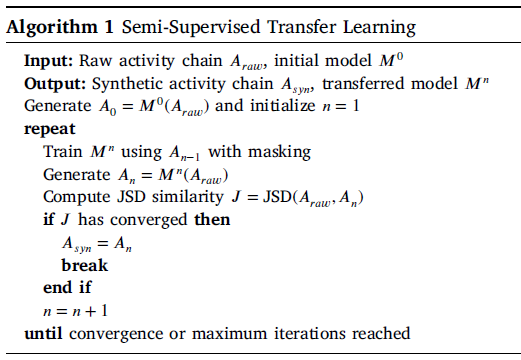 Algorithm 1 Semi-Supervised Transfer Learning
Input: Raw activity chain A_{raw}, initial model M^0
Output: Synthetic activity chain A_{syn}, transferred model M^n
Generate A_0 = M^0(A_{raw}) and initialize n = 1
repeat
Train M^n using A_{n−1} with masking
Generate A_n = M^n(A_{raw})
Compute JSD similarity J = JSD(A_{raw}, A_n)
if J has converged then
A_{syn} = A_n
break
end if
n = n + 1
until convergence or maximum iterations reached